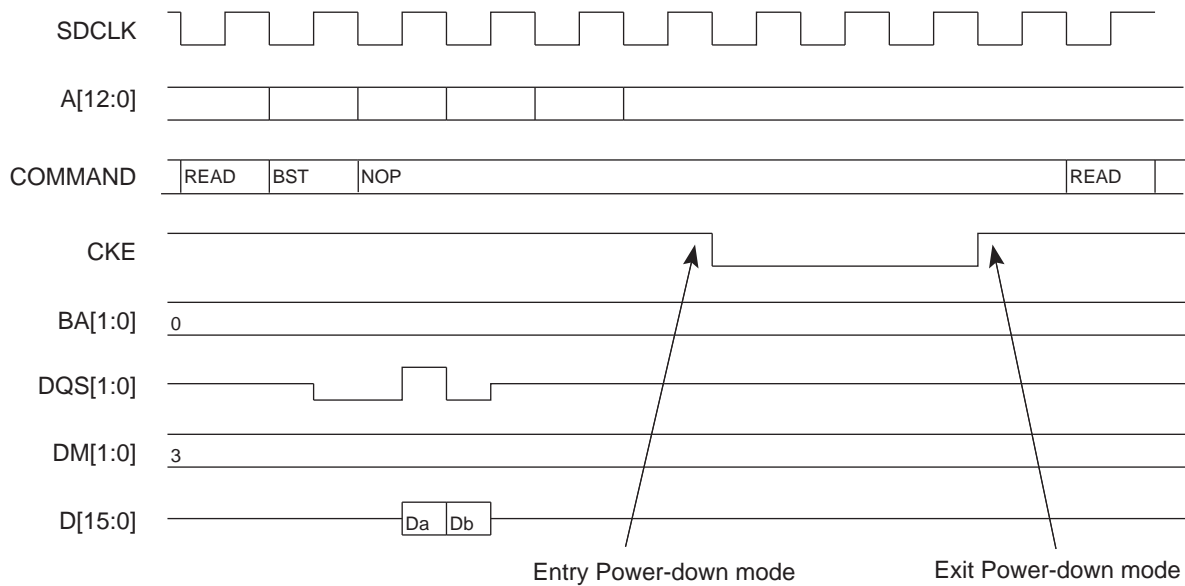 SDCLK
A[12:0]
COMMAND READ BST NOP READ
CKE
BA[1:0] 0
DQS[1:0]
DM[1:0] 3
D[15:0] Da Db
Entry Power-down mode Exit Power-down mode